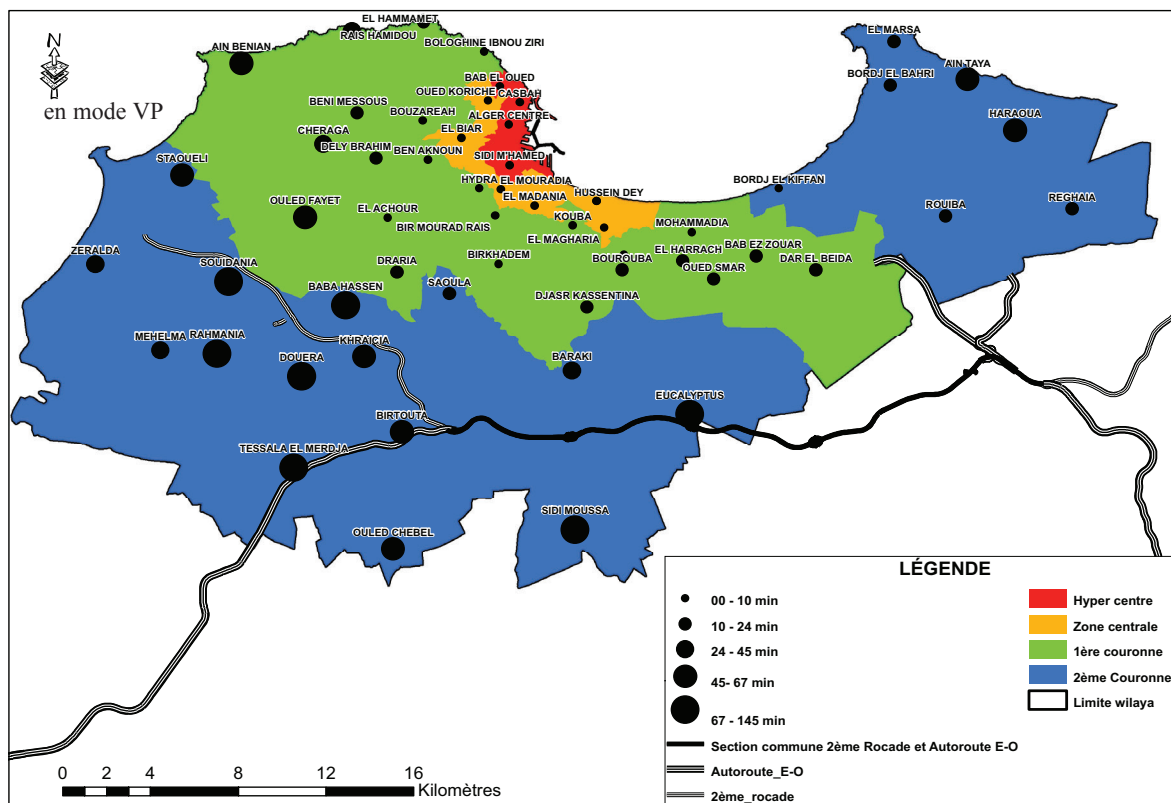 N
en mode VP
EL HAMMAMET
RAIS HAMIDOU
AIN BENIAN
BOLOGHINE IBNOU ZIRI
EL MARSA
BAB EL OUED
OUED KORICHE
CASBAH
BORDJ EL BAHRI
AIN TAYA
BENI MESSOUS
BOUZAREAH
ALGER CENTRE
HARAOUA
CHERAGA
EL BIAR
DELY BRAHIM
BEN AKNOUN
SIDI M'HAMED
STAOUELI
HYDRA
EL MOURADIA
EL MADANIA
HUSSEIN DEY
BORDJ EL KIFFAN
OULED FAYET
EL ACHOUR
BIR MOURAD RAIS
KOUBA
EL MAGHARIA
MOHAMMADIA
ROUIBA
REGHAIA
ZERALDA
SOUIDANIA
DRARIA
BIRKHADEM
BOUROUBA
EL HARRACH
BAB EZ ZOUAR
OUED SMAR
DAR EL BEIDA
BABA HASSEN
SAOULA
DJASR KASSENTINA
MEHELMA
RAHMANIA
KHRAICIA
DOUERA
BARAKI
EUCALYPTUS
BIRTOUTA
TESSALA EL MERDJA
SIDI MOUSSA
OULED CHEBEL
LÉGENDE
00 - 10 min
10 - 24 min
24 - 45 min
45- 67 min
67 - 145 min
Hyper centre
Zone centrale
1ère couronne
2ème Couronne
Limite wilaya
Section commune 2ème Rocade et Autoroute E-O
Autoroute_E-O
2ème_rocade
0 2 4 8 12 16
Kilomètres